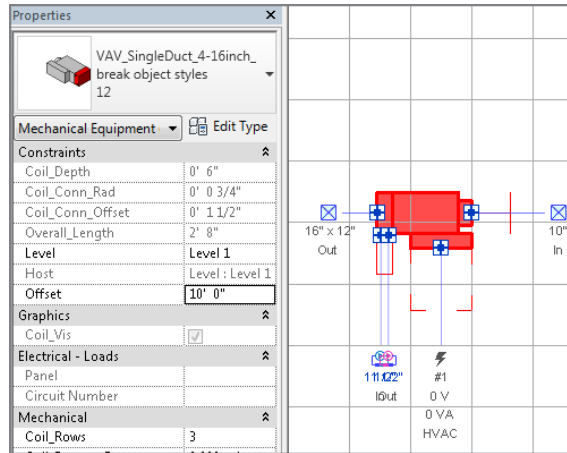 Properties
VAV_SingleDuct_4-16inch_
break object styles
12
Mechanical Equipment
Edit Type
Constraints
Coil_Depth 0' 6"
Coil_Conn_Rad 0' 0 3/4"
Coil_Conn_Offset 0' 1 1/2"
Overall_Length 2' 8"
Level Level 1
Host Level : Level 1
Offset 10' 0"
Graphics
Coil_Vis
Electrical - Loads
Panel
Circuit Number
Mechanical
Coil_Rows 3
16" x 12"
Out
10"
In
#1
0 V
0 VA
HVAC